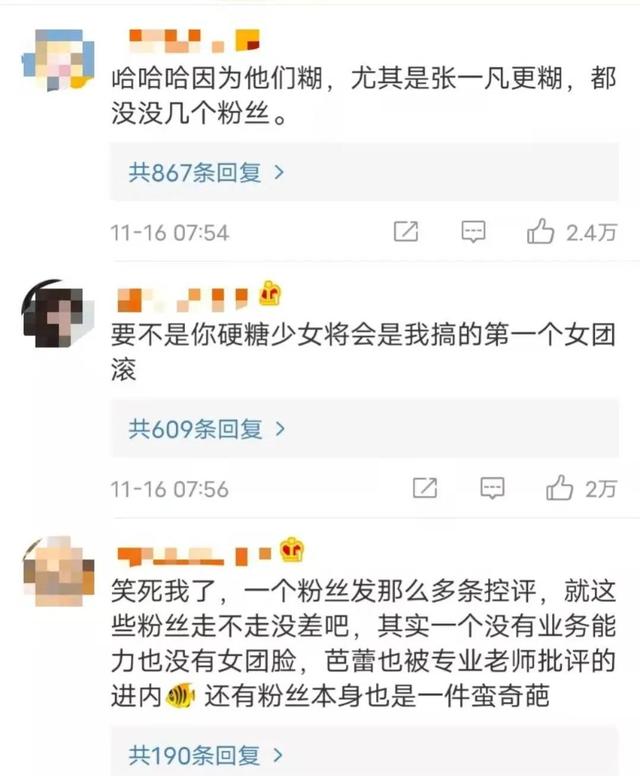 哈哈哈因为他们糊，尤其是张一凡更糊，都
没没几个粉丝。
共867条回复 >
11-16 07:54
2.4万
要不是你硬糖少女将会是我搞的第一个女团
滚
共609条回复 >
11-16 07:56
2万
笑死我了，一个粉丝发那么多条控评，就这
些粉丝走不走没差吧，其实一个没有业务能
力也没有女团脸，芭蕾也被专业老师批评的
进内🐠 还有粉丝本身也是一件蛮奇葩
共190条回复 >